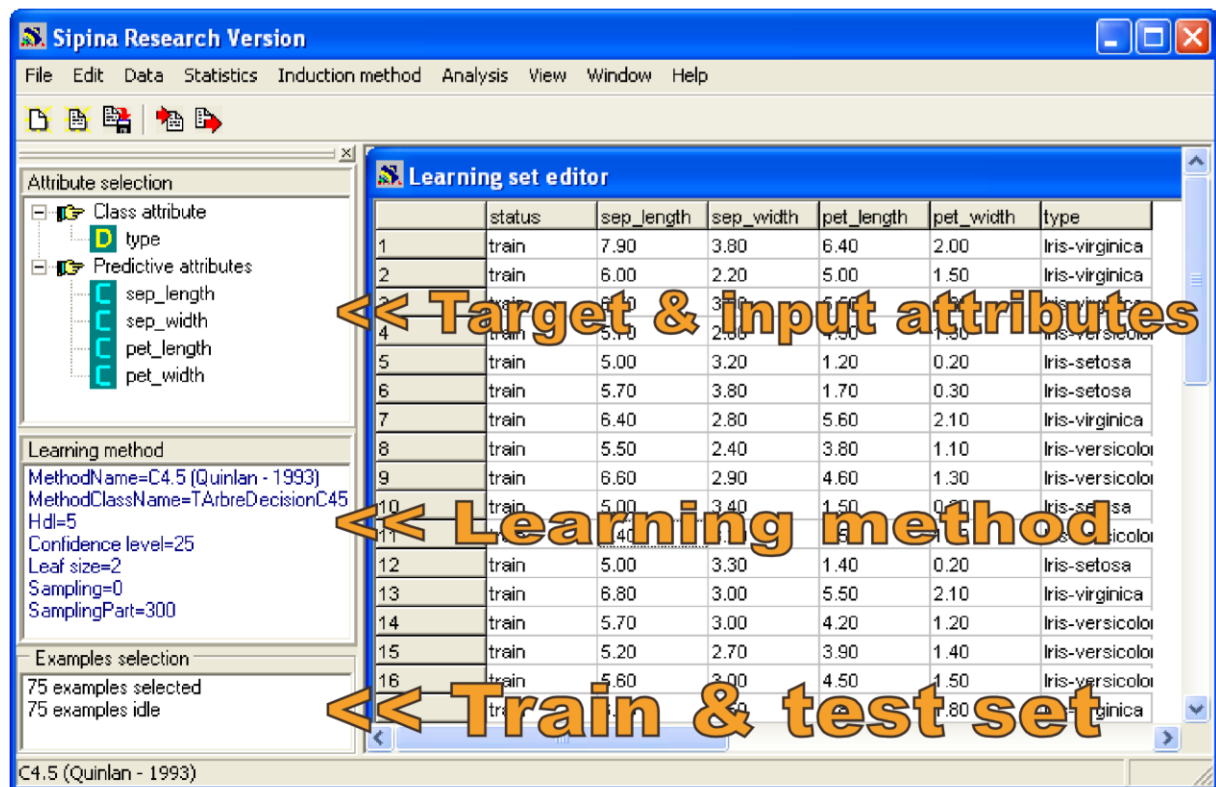 Sipina Research Version
File Edit Data Statistics Induction method Analysis View Window Help
Attribute selection
Class attribute
D type
Predictive attributes
C sep_length
C sep_width
C pet_length
C pet_width
Learning method
MethodName=C4.5 (Quinlan - 1993)
MethodClassName=TArbreDecisionC45
Hdl=5
Confidence level=25
Leaf size=2
Sampling=0
SamplingPart=300
Examples selection
75 examples selected
75 examples idle
Learning set editor
status sep_length sep_width pet_length pet_width type
1 train 7.90 3.80 6.40 2.00 Iris-virginica
2 train 6.00 2.20 5.00 1.50 Iris-virginica
<< Target & input attributes
4
5 train 5.00 3.20 1.20 0.20 Iris-setosa
6 train 5.70 3.80 1.70 0.30 Iris-setosa
7 train 6.40 2.80 5.60 2.10 Iris-virginica
8 train 5.50 2.40 3.80 1.10 Iris-versicolor
9 train 6.60 2.90 4.60 1.30 Iris-versicolor
10 train 5.00 3.40 1.50
<< Learning method
11
12 train 5.00 3.30 1.40 0.20 Iris-setosa
13 train 6.80 3.00 5.50 2.10 Iris-virginica
14 train 5.70 3.00 4.20 1.20 Iris-versicolor
15 train 5.20 2.70 3.90 1.40 Iris-versicolor
16 train 5.60 3.00 4.50 1.50 Iris-versicolor
<< Train & test set
C4.5 (Quinlan - 1993)